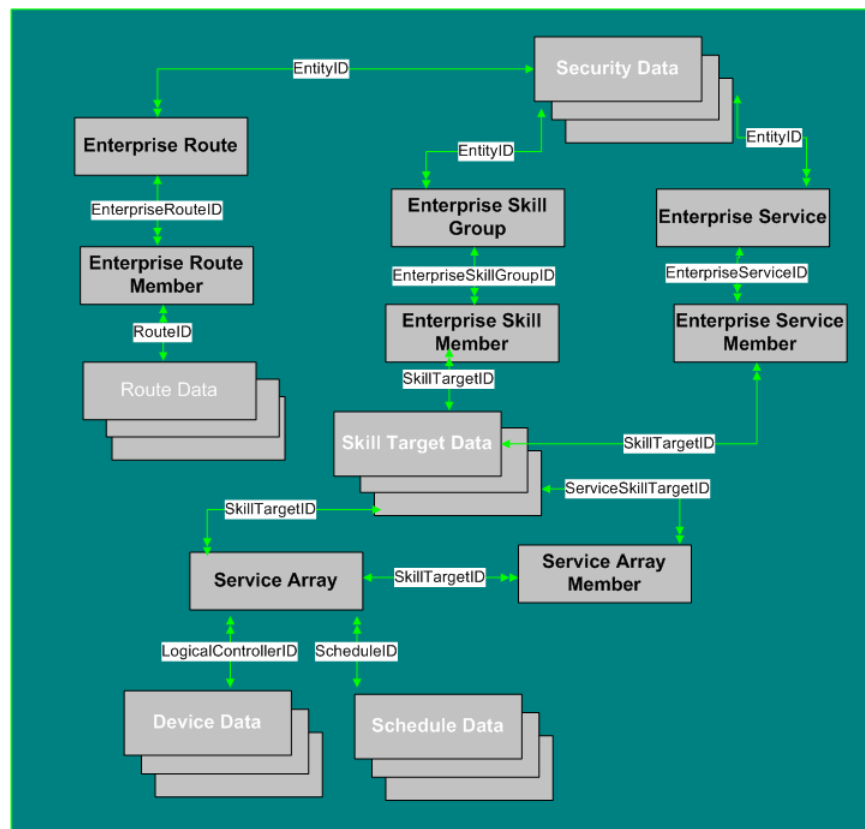 Security Data
EntityID
Enterprise Route
EntityID
EntityID
EnterpriseRouteID
Enterprise Skill
Group
Enterprise Service
Enterprise Route
Member
EnterpriseSkillGroupID
EnterpriseServiceID
RouteID
Enterprise Skill
Member
Enterprise Service
Member
Route Data
SkillTargetID
Skill Target Data
SkillTargetID
ServiceSkillTargetID
SkillTargetID
Service Array
SkillTargetID
Service Array
Member
LogicalControllerID
ScheduleID
Device Data
Schedule Data